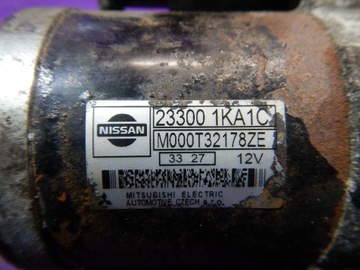 NISSAN
23300 1KA1C
M000T32178ZE
33 27 12V
MITSUBISHI ELECTRIC
AUTOMOTIVE CZECH s.r.o.